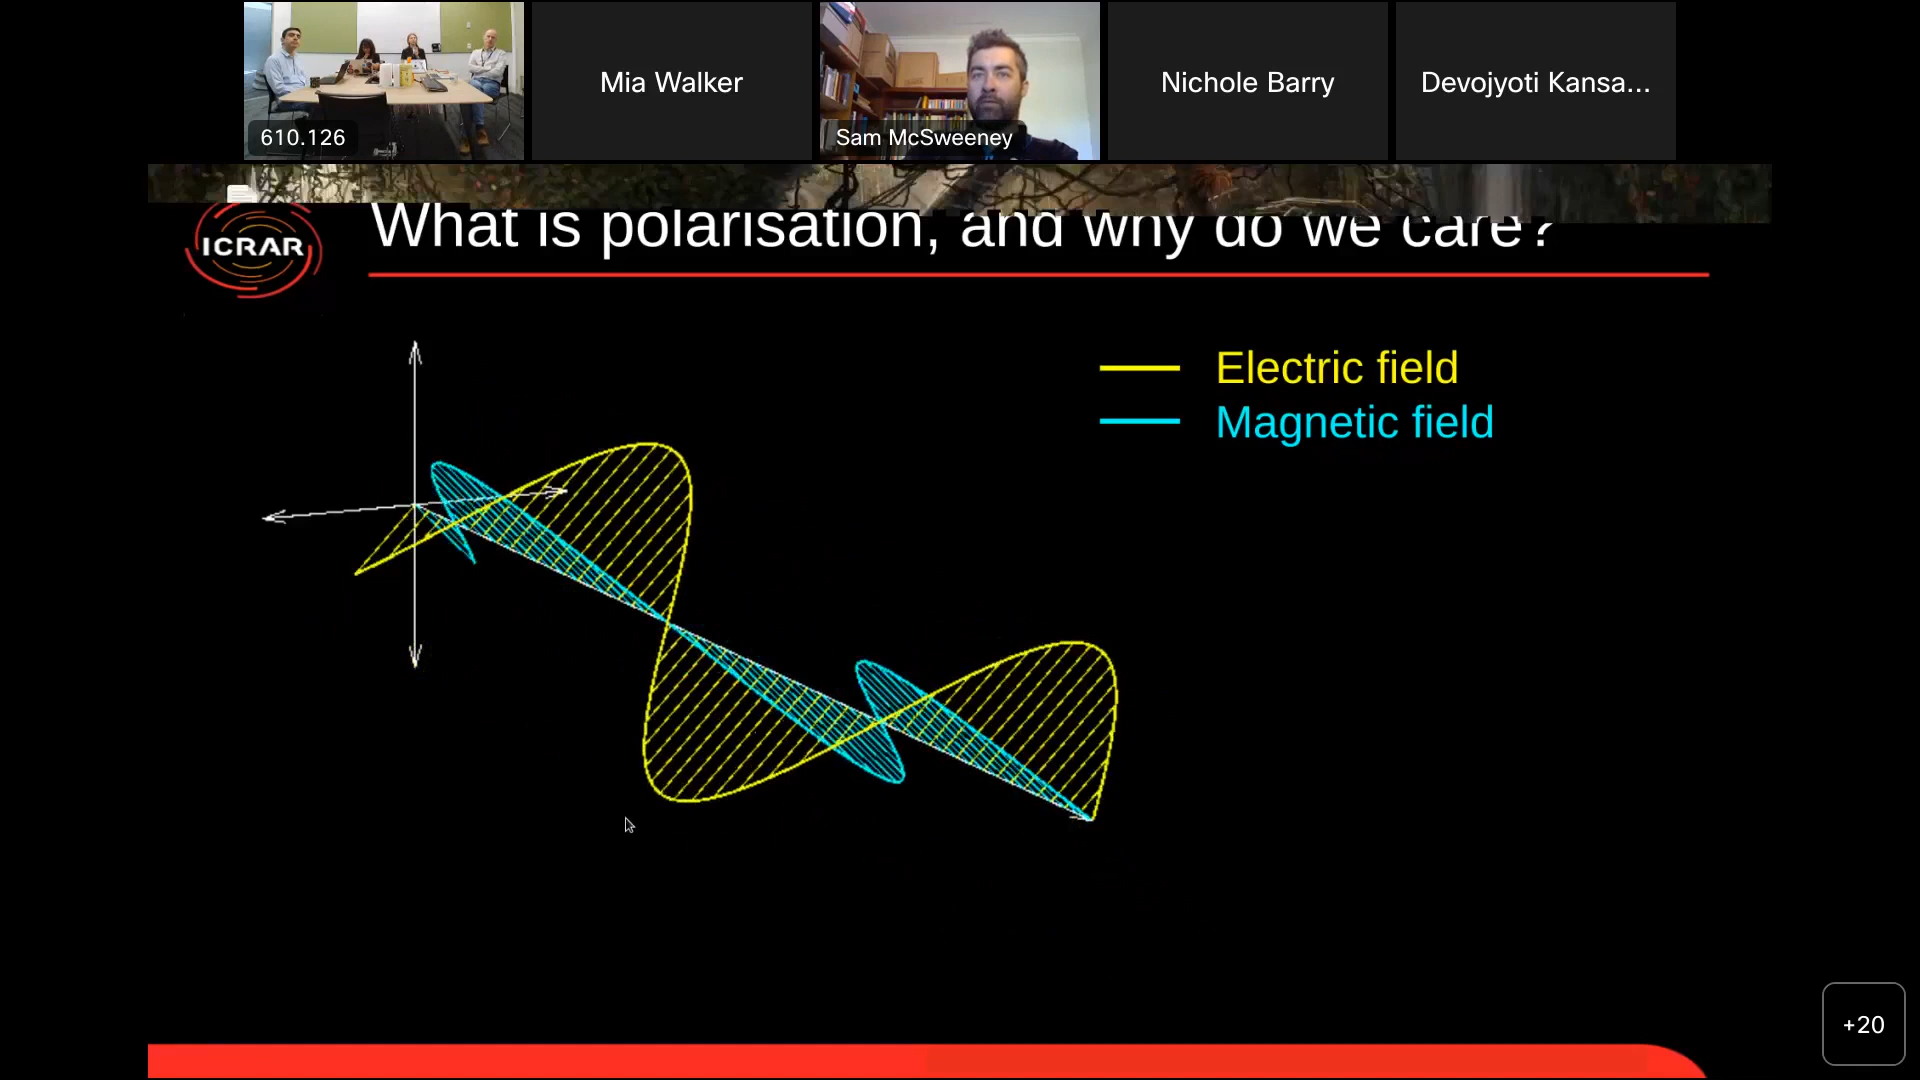 610.126
Mia Walker
Sam McSweeney
Nichole Barry
Devojyoti Kansa...
ICRAR
What is polarisation, and why do we care?
Electric field
Magnetic field
+20